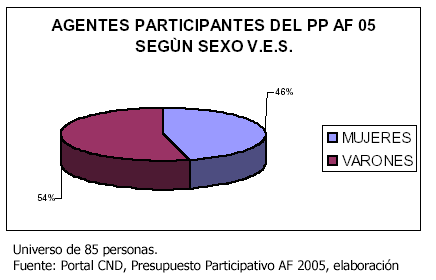 AGENTES PARTICIPANTES DEL PP AF 05
SEGÙN SEXO V.E.S.
46%
MUJERES
VARONES
54%
Universo de 85 personas.
Fuente: Portal CND, Presupuesto Participativo AF 2005, elaboración